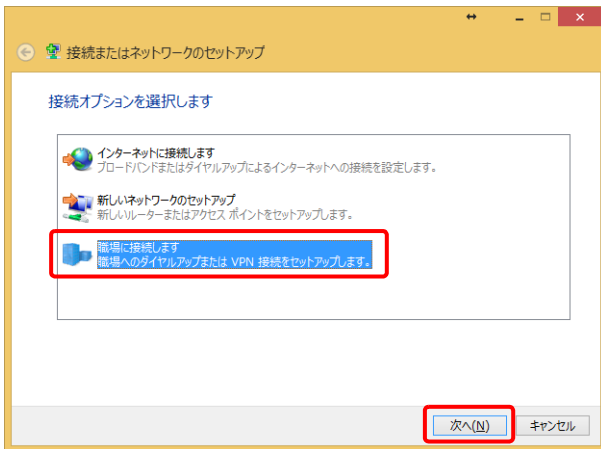 接続またはネットワークのセットアップ
接続オプションを選択します
インターネットに接続します
ブロードバンドまたはダイヤルアップによるインターネットへの接続を設定します。
新しいネットワークのセットアップ
新しいルーターまたはアクセス ポイントをセットアップします。
職場に接続します
職場へのダイヤルアップまたは VPN 接続をセットアップします。
次へ(N) キャンセル